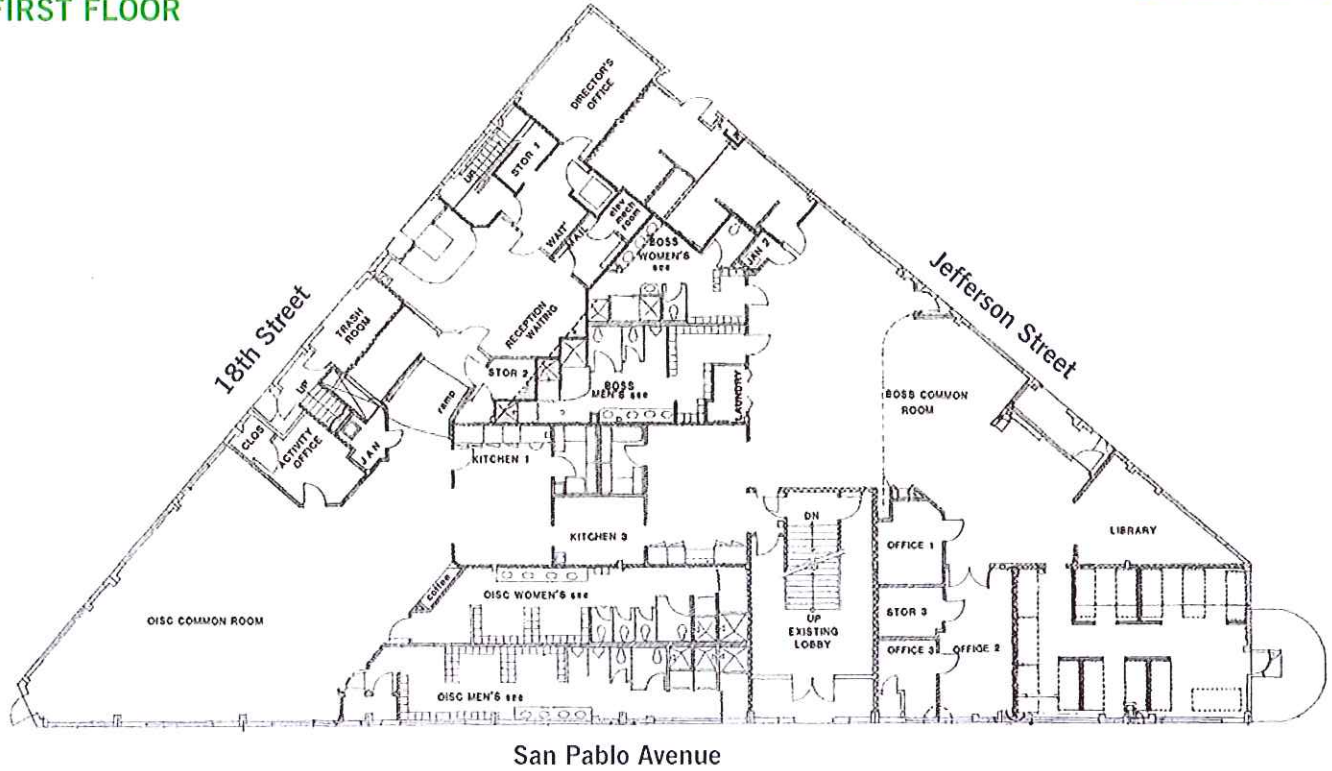 FIRST FLOOR
DIRECTOR'S
OFFICE
STOR 1
UP
elev
mech
room
WAIT'
BOSS
WOMEN'S
JAN 2
18th Street
Jefferson Street
TRASH
ROOM
RECEPTION
WAITING
STOR 2
ramp
BOSS
MEN'S
LAUNDRY
BOSS COMMON
ROOM
UP
CLOS
ACTIVITY
OFFICE
JAN
KITCHEN 1
KITCHEN 3
DN
OFFICE 1
LIBRARY
coffee
OISC WOMEN'S
OISC COMMON ROOM
UP
EXISTING
LOBBY
STOR 3
OFFICE 3
OFFICE 2
OISC MEN'S
San Pablo Avenue